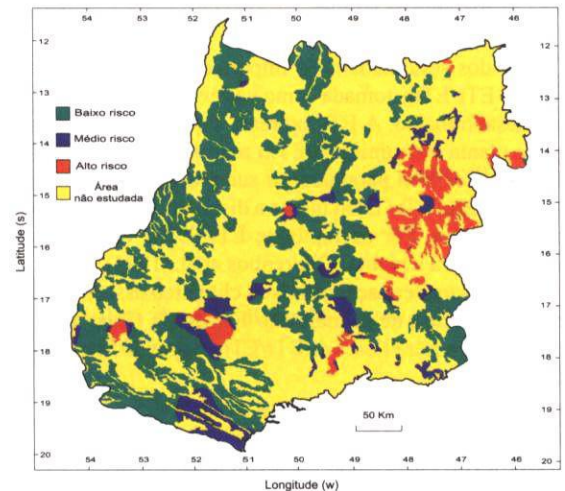 54 53 52 51 50 49 48 47 46
12 12
13 13
14 14
15 15
16 16
17 17
18 18
19 19
20 20
Baixo risco
Médio risco
Alto risco
Área
não estudada
Latitude (s)
50 Km
54 53 52 51 50 49 48 47 46
Longitude (w)